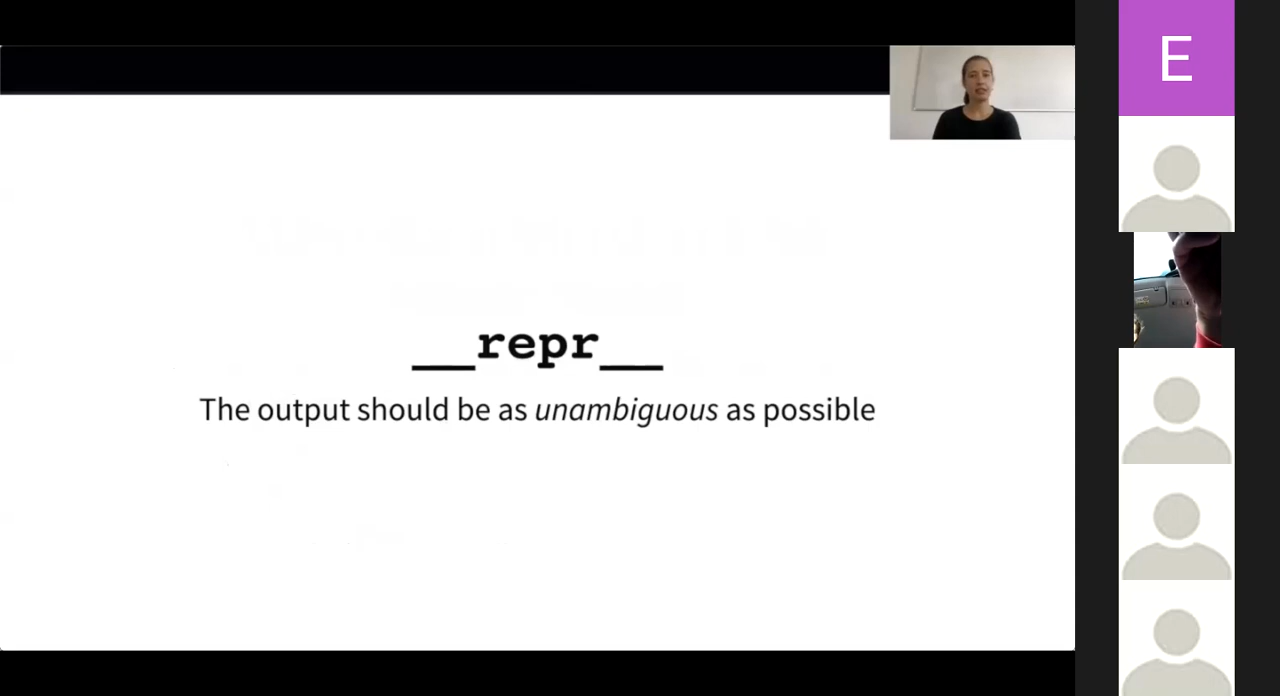 __repr__
The output should be as unambiguous as possible
E